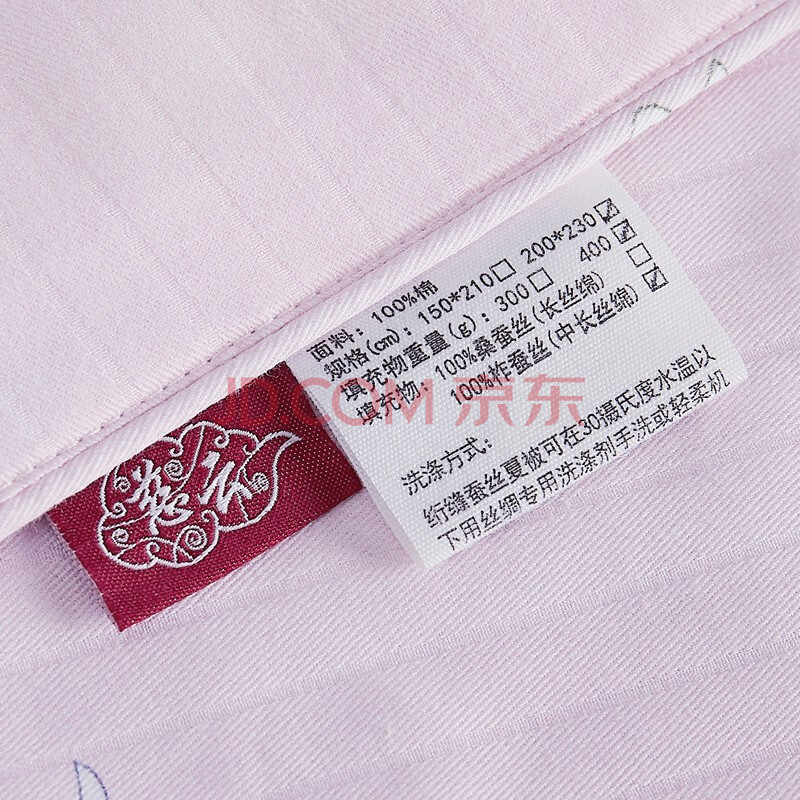 面料：100%棉
规格(cm)：150*210□ 200*230☑
填充物重量(g)：300□ 400☑
填充物：100%桑蚕丝(长丝绵) □
100%柞蚕丝(中长丝绵) ☑
洗涤方式：
绗缝蚕丝夏被可在30摄氏度水温以
下用丝绸专用洗涤剂手洗或轻柔机
JD.COM 京东